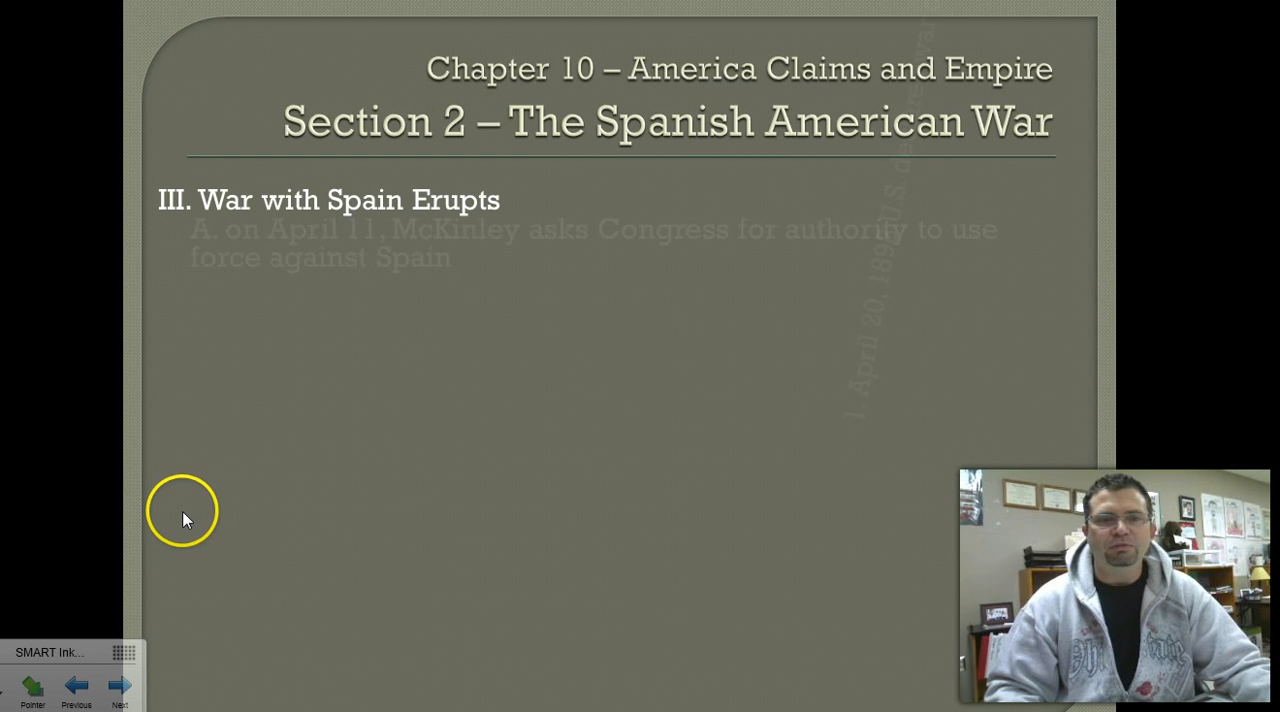 Chapter 10 – America Claims and Empire
Section 2 – The Spanish American War
III. War with Spain Erupts
A. on April 11, McKinley asks Congress for authority to use
force against Spain
1. April 20, U.S. war
SMART Ink...
Pointer
Previous
Next